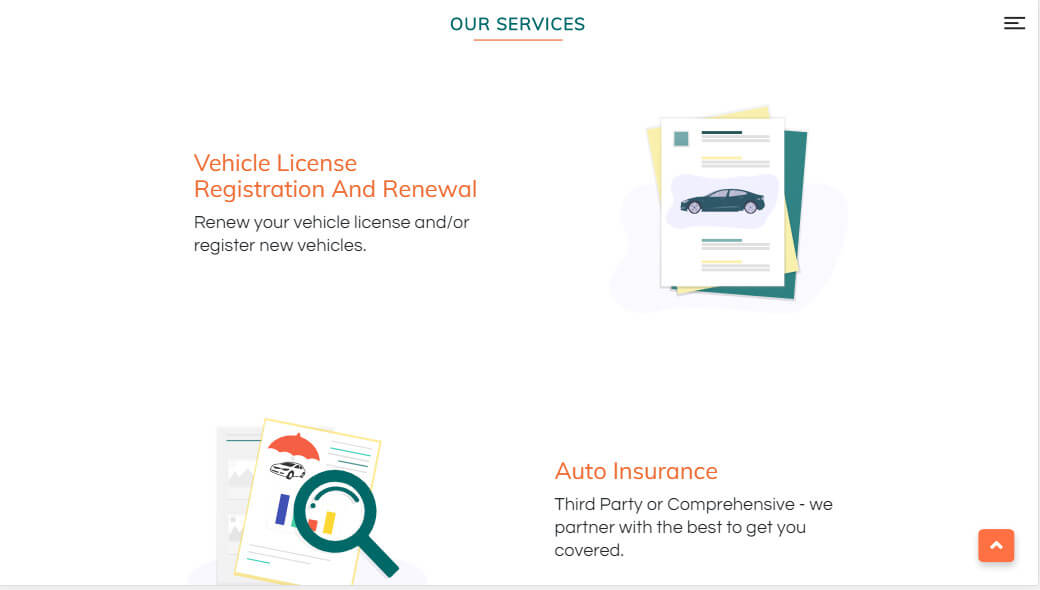 OUR SERVICES
Vehicle License
Registration And Renewal
Renew your vehicle license and/or
register new vehicles.
Auto Insurance
Third Party or Comprehensive - we
partner with the best to get you
covered.